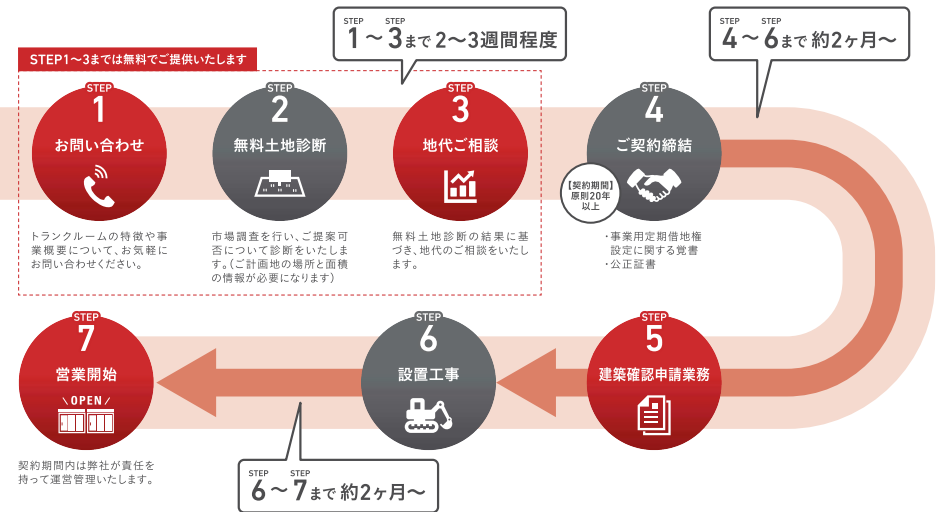 STEP 1〜STEP 3まで 2〜3週間程度
STEP 4〜STEP 6まで 約2ヶ月〜
STEP1〜3までは無料でご提供いたします
STEP
1
お問い合わせ
トランクルームの特徴や事
業概要について、お気軽に
お問い合わせください。
STEP
2
無料土地診断
市場調査を行い、ご提案可
否について診断をいたしま
す。(ご計画地の場所と面積
の情報が必要になります)
STEP
3
地代ご相談
無料土地診断の結果に基
づき、地代のご相談をいたし
ます。
STEP
4
ご契約締結
【契約期間】
原則20年
以上
・事業用定期借地権
設定に関する覚書
・公正証書
STEP
5
建築確認申請業務
STEP
6
設置工事
STEP 6〜STEP 7まで 約2ヶ月〜
STEP
7
営業開始
\ OPEN /
契約期間内は弊社が責任を
持って運営管理いたします。